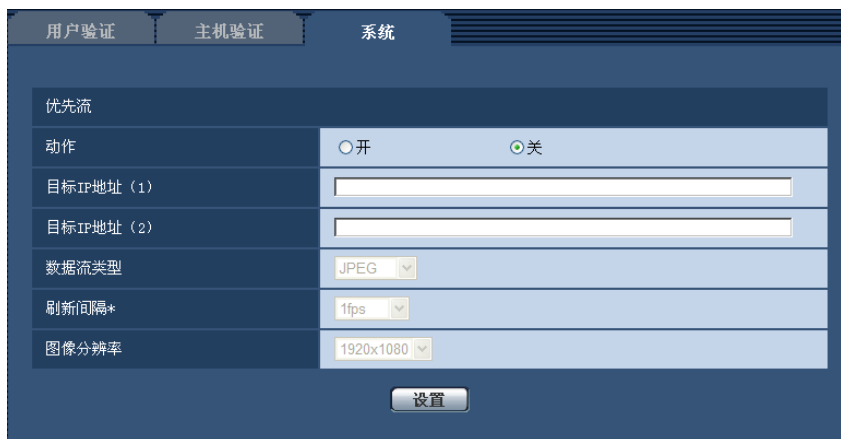 用户验证 主机验证 系统
优先流
动作 开 关
目标IP地址（1）
目标IP地址（2）
数据流类型 JPEG
刷新间隔* 1fps
图像分辨率 1920x1080
设置